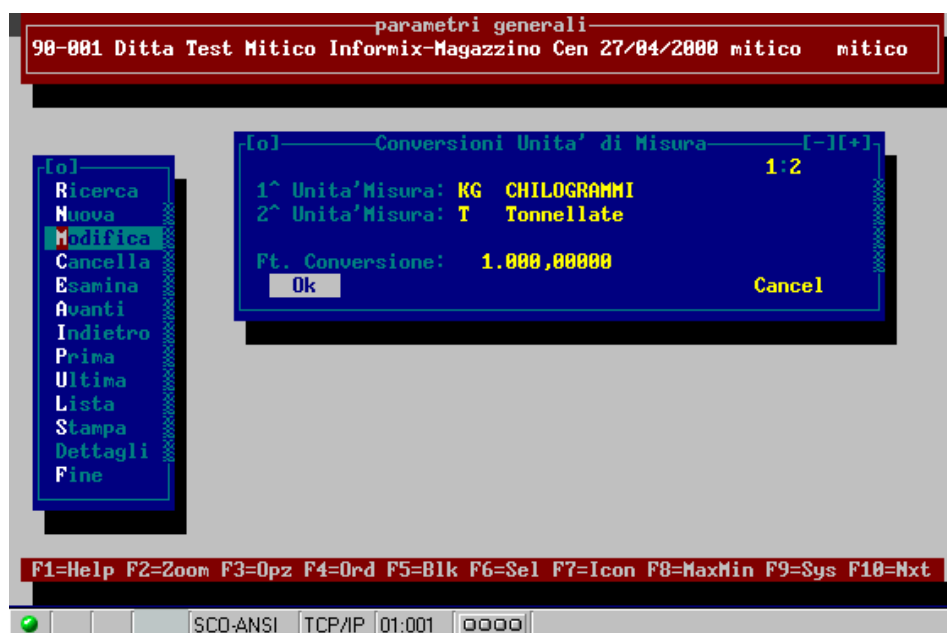 parametri generali
90-001 Ditta Test Mitico Informix-Magazzino Cen 27/04/2000 mitico mitico
[o] Conversioni Unita' di Misura [-][+]
1:2
1^ Unita'Misura: KG CHILOGRAMMI
2^ Unita'Misura: T Tonnellate
Ft. Conversione: 1.000,00000
Ok Cancel
[o]
Ricerca
Nuova
Modifica
Cancella
Esamina
Avanti
Indietro
Prima
Ultima
Lista
Stampa
Dettagli
Fine
F1=Help F2=Zoom F3=Opz F4=Ord F5=Blk F6=Sel F7=Icon F8=MaxMin F9=Sys F10=Nxt
SCO-ANSI TCP/IP 01:001